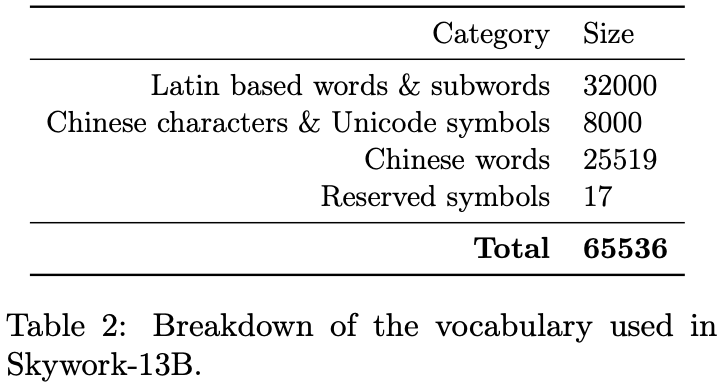 Category Size
Latin based words & subwords 32000
Chinese characters & Unicode symbols 8000
Chinese words 25519
Reserved symbols 17
Total 65536
Table 2: Breakdown of the vocabulary used in
Skywork-13B.